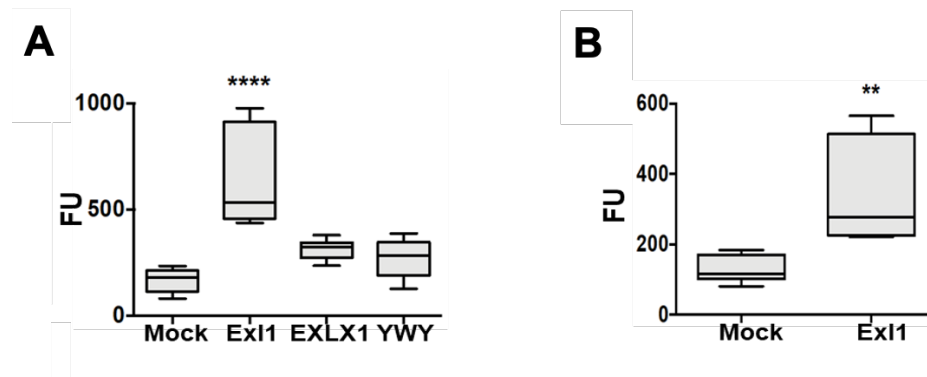 A
****
1000
500
0
FU
Mock Exl1 EXLX1 YWY
B
**
600
400
200
0
FU
Mock Exl1